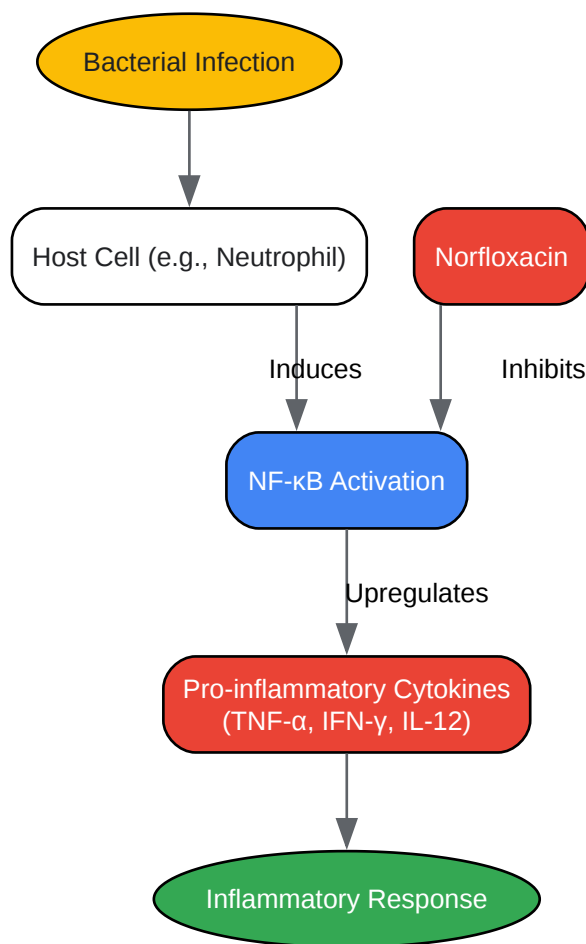 Bacterial Infection
Host Cell (e.g., Neutrophil)
Norfloxacin
Induces
Inhibits
NF-κB Activation
Upregulates
Pro-inflammatory Cytokines
(TNF-α, IFN-γ, IL-12)
Inflammatory Response